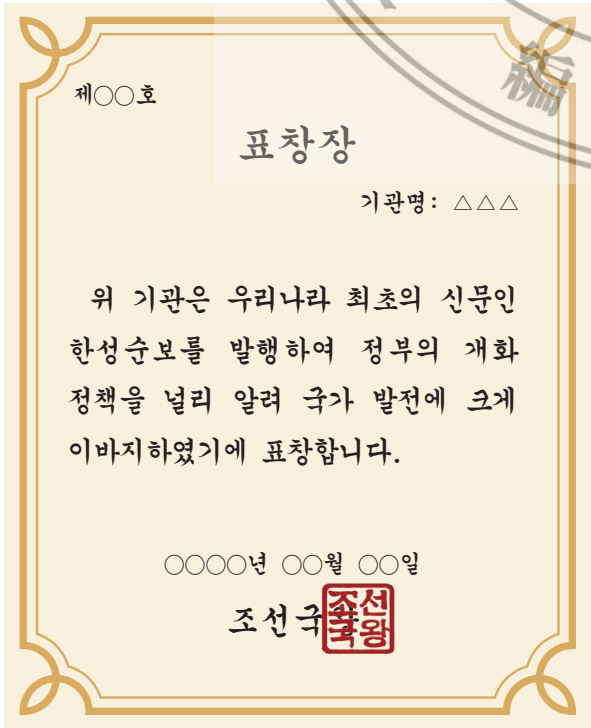 編
제○○호
표창장
기관명: △△△
위 기관은 우리나라 최초의 신문인
한성순보를 발행하여 정부의 개화
정책을 널리 알려 국가 발전에 크게
이바지하였기에 표창합니다.
○○○○년 ○○월 ○○일
조선국왕
조선
국왕